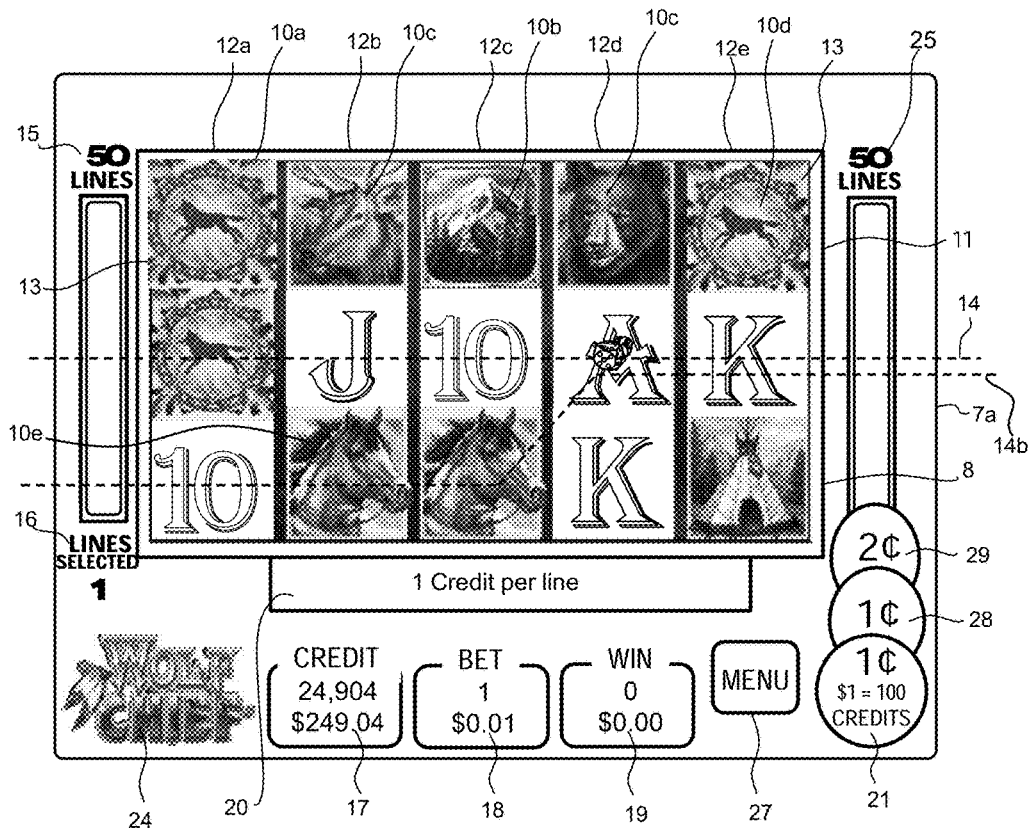 12a 10a 12b 10c 12c 10b 12d 10c 12e 10d 13 25
15 50 LINES
50 LINES
13
11
14
7a
14b
J 10 A K
10e
8
10 K
16 LINES SELECTED
1
1 Credit per line
2¢ 29
1¢ 28
WOLF CHIEF
CREDIT
24,904
$249.04
BET
1
$0.01
WIN
0
$0.00
MENU
1¢
$1 = 100
CREDITS
24 20 17 18 19 27 21